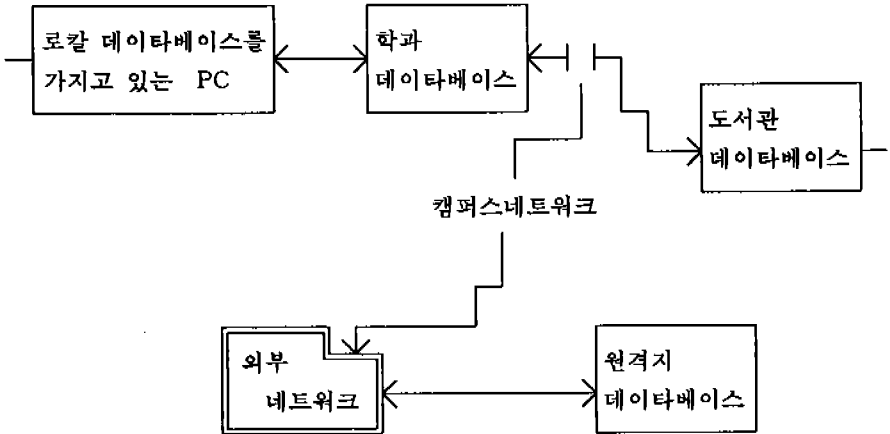 로칼 데이타베이스를
가지고 있는 PC
학과
데이타베이스
도서관
데이타베이스
캠퍼스네트워크
외부
네트워크
원격지
데이타베이스